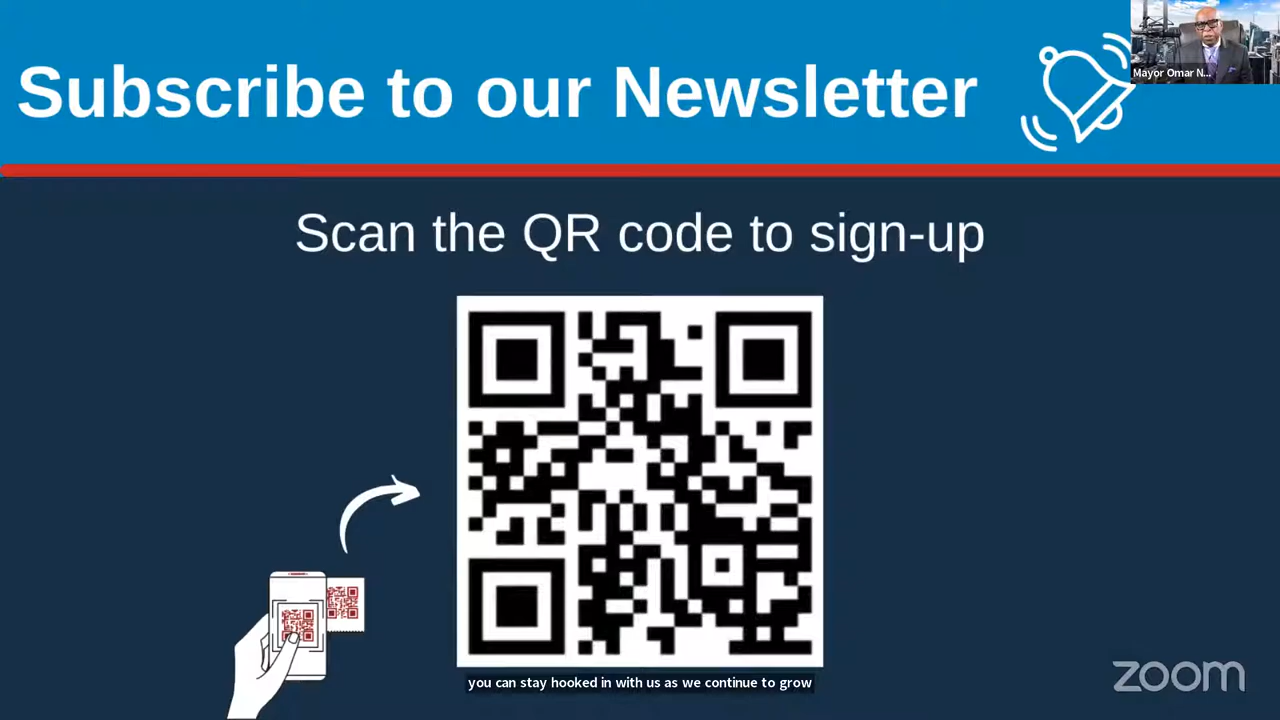 Subscribe to our Newsletter
Mayor Omar N...
Scan the QR code to sign-up
you can stay hooked in with us as we continue to grow
zoom